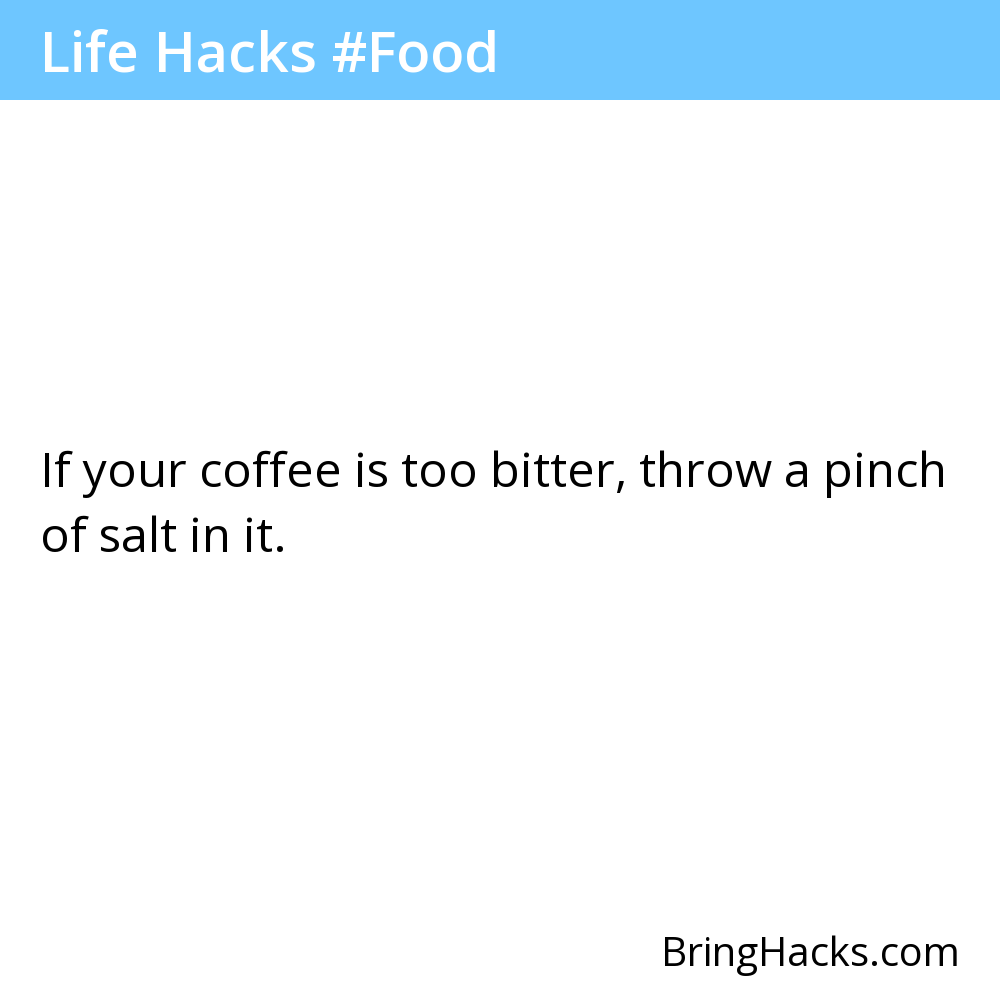 Life Hacks #Food
If your coffee is too bitter, throw a pinch
of salt in it.
BringHacks.com